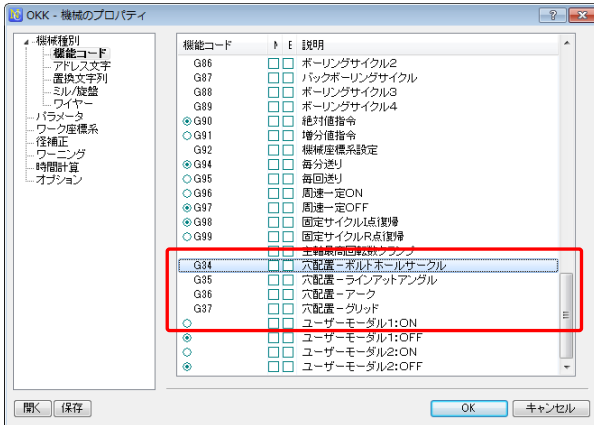 OKK - 機械のプロパティ
機械種別
機能コード
アドレス文字
置換文字列
ミル/旋盤
ワイヤー
パラメータ
ワーク座標系
径補正
ワーニング
時間計算
オプション
機械コード M E 説明
G86 ボーリングサイクル2
G87 バックボーリングサイクル
G88 ボーリングサイクル3
G89 ボーリングサイクル4
G90 絶対値指令
G91 増分値指令
G92 機械座標系設定
G94 毎分送り
G95 毎回送り
G96 周速一定ON
G97 周速一定OFF
G98 固定サイクルI点復帰
G99 固定サイクルR点復帰
主軸最高回転数クランプ
G34 穴配置－ボルトホールサークル
G35 穴配置－ラインアットアングル
G36 穴配置－アーク
G37 穴配置－グリッド
ユーザーモーダル1:ON
ユーザーモーダル1:OFF
ユーザーモーダル2:ON
ユーザーモーダル2:OFF
開く 保存 OK キャンセル